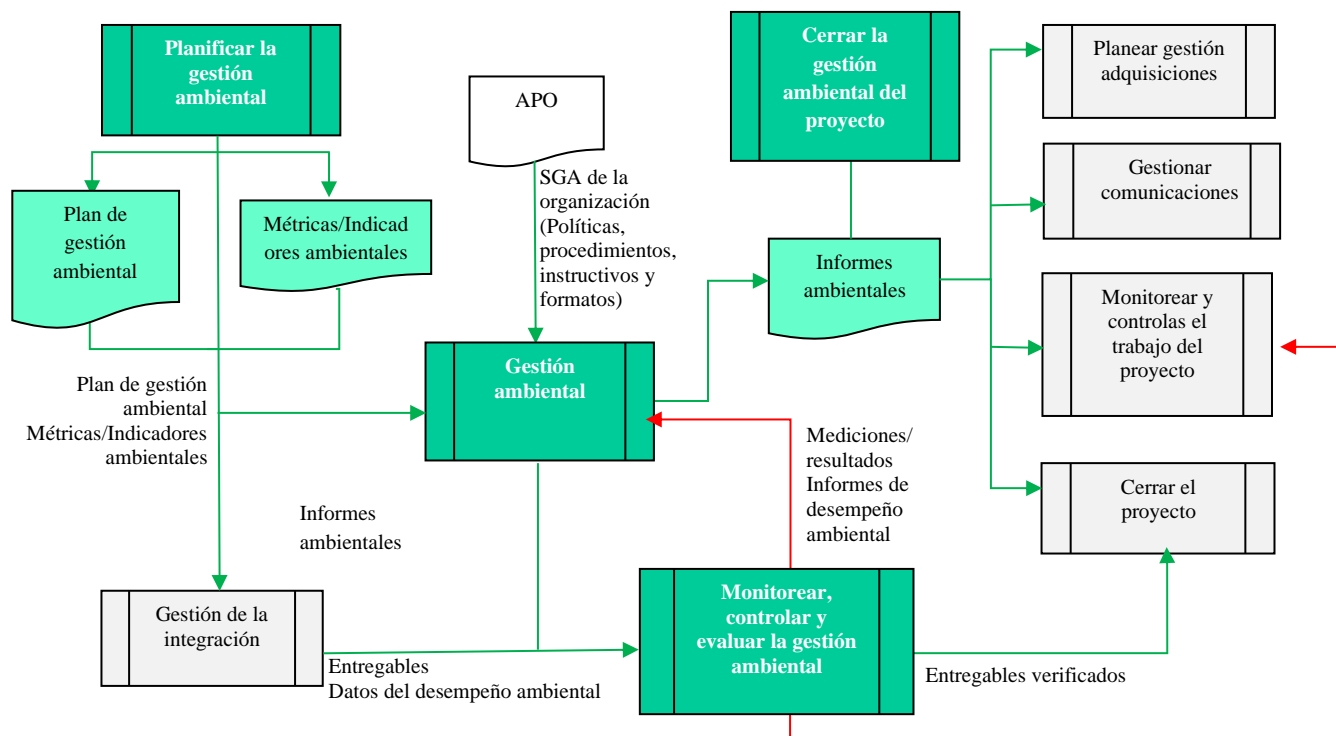 Planificar la
gestión
ambiental
Plan de
gestión
ambiental
Métricas/Indicad
ores ambientales
APO
SGA de la
organización
(Políticas,
procedimientos,
instructivos y
formatos)
Cerrar la
gestión
ambiental del
proyecto
Informes
ambientales
Planear gestión
adquisiciones
Gestionar
comunicaciones
Monitorear y
controlas el
trabajo del
proyecto
Cerrar el
proyecto
Gestión
ambiental
Plan de gestión
ambiental
Métricas/Indicadores
ambientales
Informes
ambientales
Mediciones/
resultados
Informes de
desempeño
ambiental
Gestión de la
integración
Entregables
Datos del desempeño ambiental
Monitorear,
controlar y
evaluar la gestión
ambiental
Entregables verificados